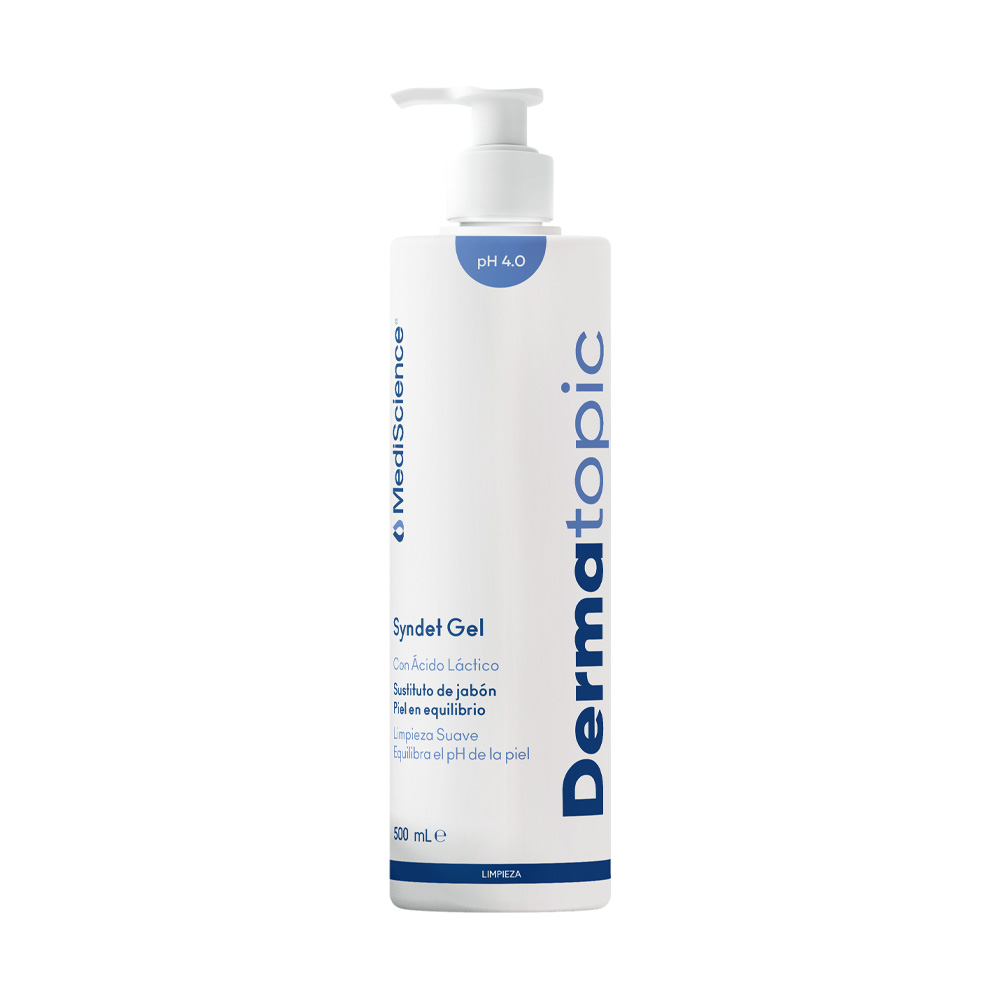 pH 4.0
MediScience®
Dermatopic
Syndet Gel
Con Ácido Láctico
Sustituto de jabón
Piel en equilibrio
Limpieza Suave
Equilibra el pH de la piel
500 mL ℮
LIMPIEZA